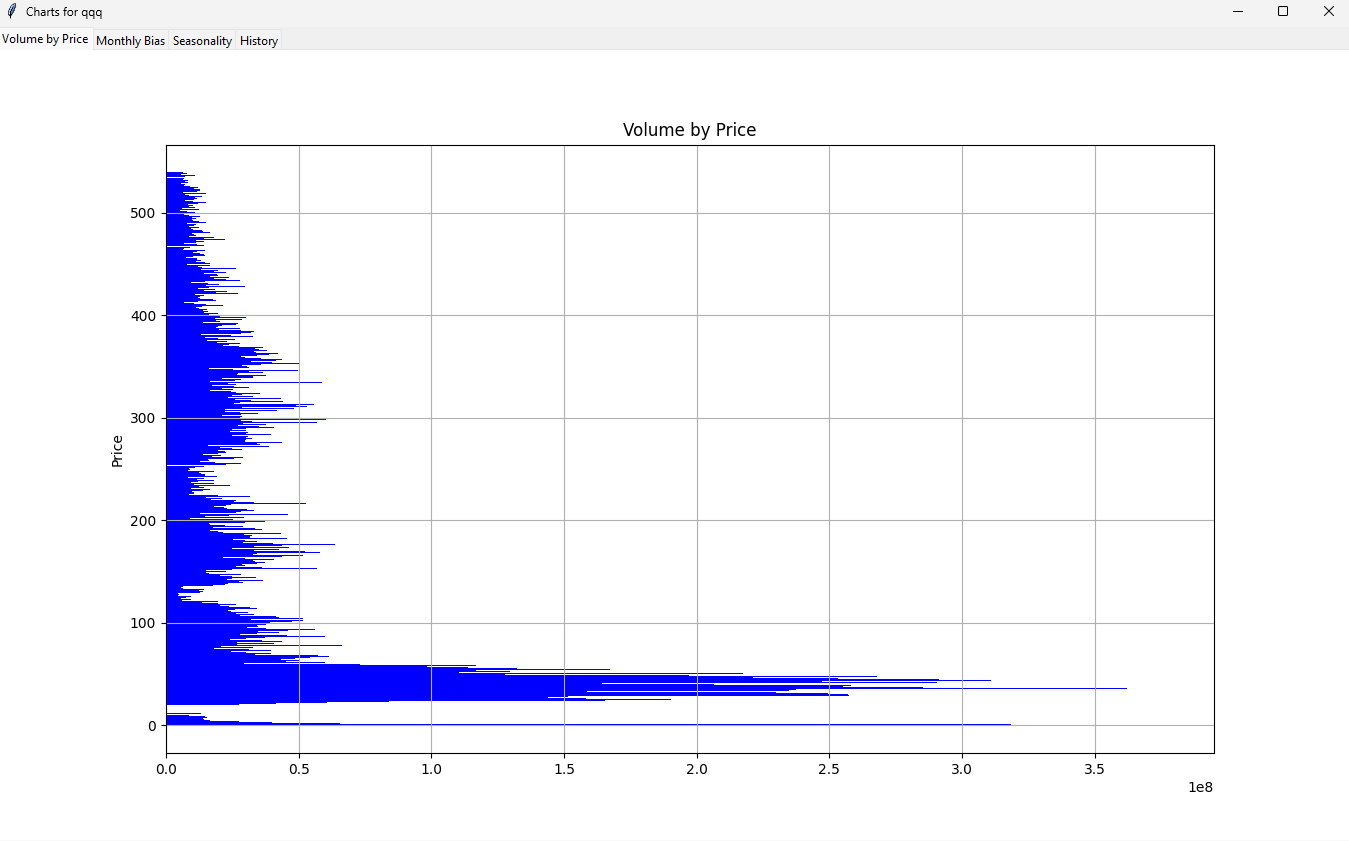 Charts for qqq
Volume by Price Monthly Bias Seasonality History
Volume by Price
Price
500
400
300
200
100
0
0.0 0.5 1.0 1.5 2.0 2.5 3.0 3.5
1e8